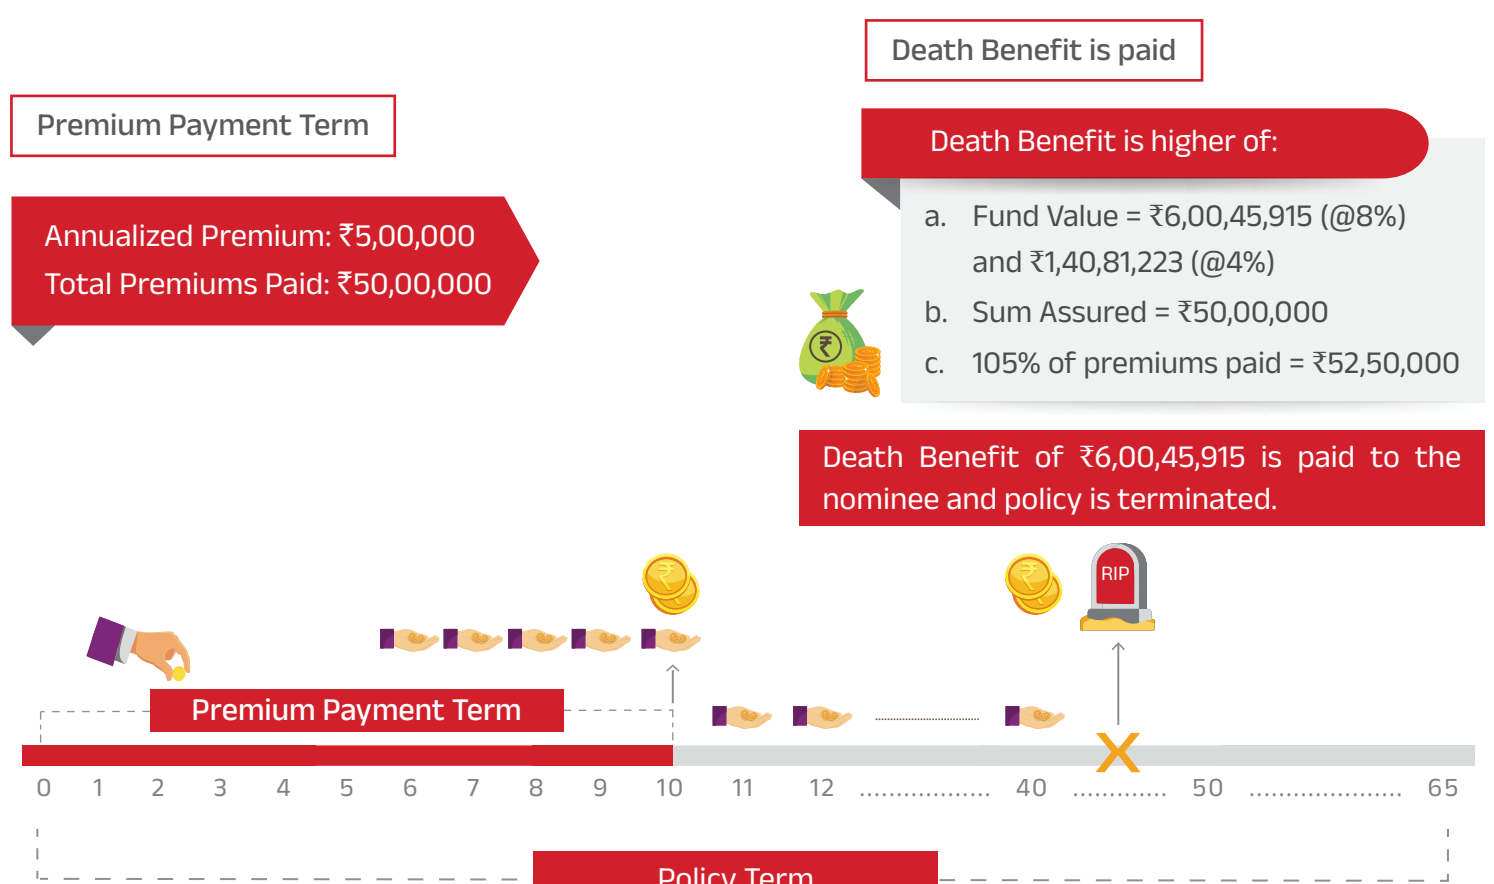 Death Benefit is paid
Premium Payment Term
Death Benefit is higher of:
Annualized Premium: ₹5,00,000
Total Premiums Paid: ₹50,00,000
a. Fund Value = ₹6,00,45,915 (@8%)
and ₹1,40,81,223 (@4%)
b. Sum Assured = ₹50,00,000
c. 105% of premiums paid = ₹52,50,000
₹
Death Benefit of ₹6,00,45,915 is paid to the
nominee and policy is terminated.
₹
₹
RIP
Premium Payment Term
X
0 1 2 3 4 5 6 7 8 9 10 11 12 .................. 40 ............. 50 ..................... 65
Policy Term